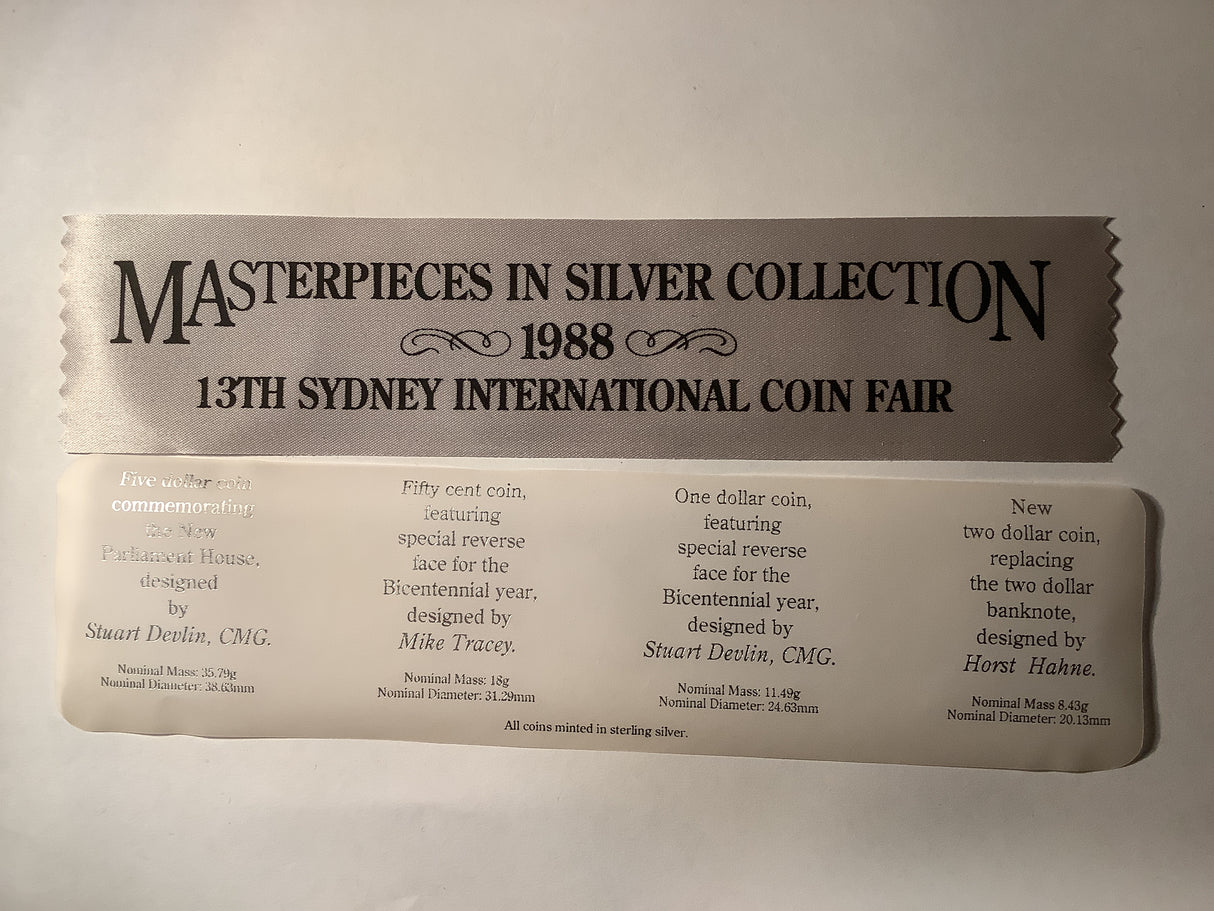 MASTERPIECES IN SILVER COLLECTION
1988
13TH SYDNEY INTERNATIONAL COIN FAIR
Five dollar coin
commemorating
the New
Parliament House,
designed
by
Stuart Devlin, CMG.
Nominal Mass: 35.79g
Nominal Diameter: 38.63mm
Fifty cent coin,
featuring
special reverse
face for the
Bicentennial year,
designed by
Mike Tracey.
Nominal Mass: 18g
Nominal Diameter: 31.29mm
One dollar coin,
featuring
special reverse
face for the
Bicentennial year,
designed by
Stuart Devlin, CMG.
Nominal Mass: 11.49g
Nominal Diameter: 24.63mm
New
two dollar coin,
replacing
the two dollar
banknote,
designed by
Horst Hahne.
Nominal Mass 8.43g
Nominal Diameter: 20.13mm
All coins minted in sterling silver.